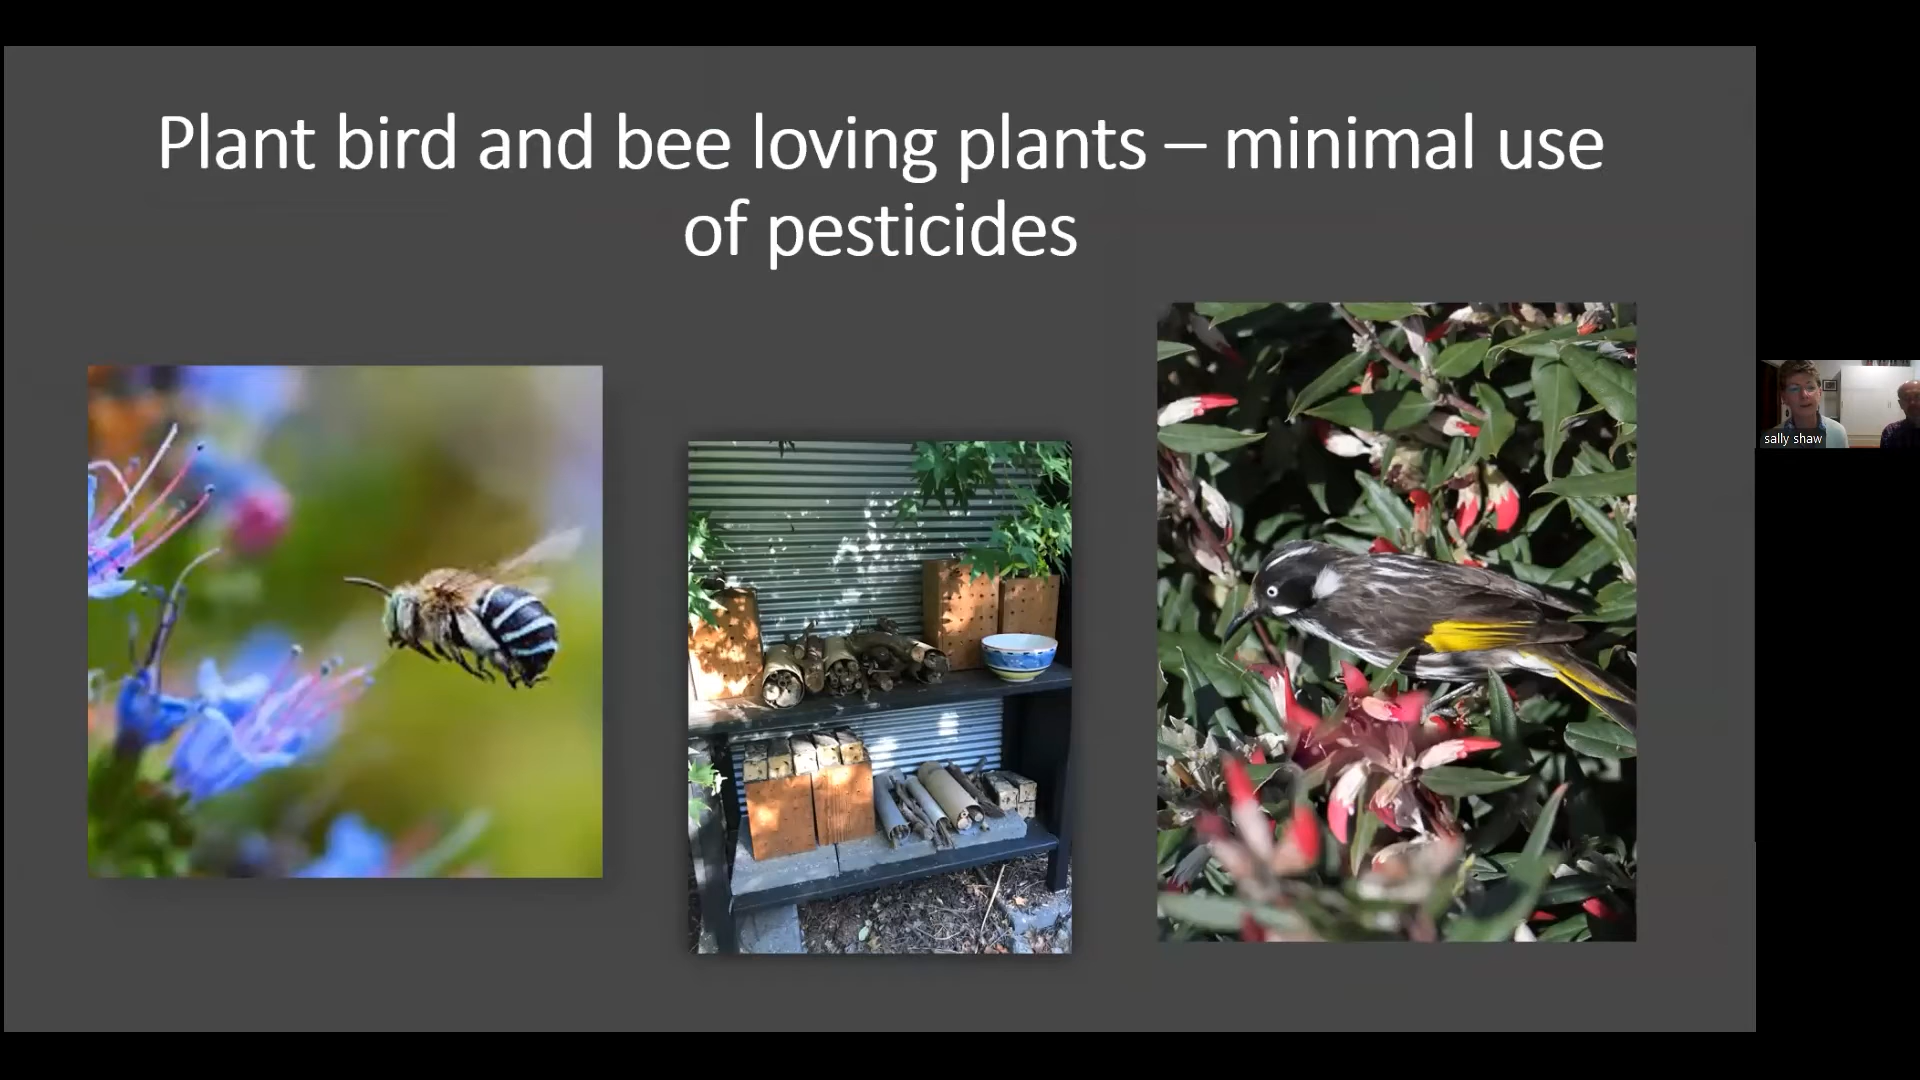 Plant bird and bee loving plants – minimal use
of pesticides
sally shaw